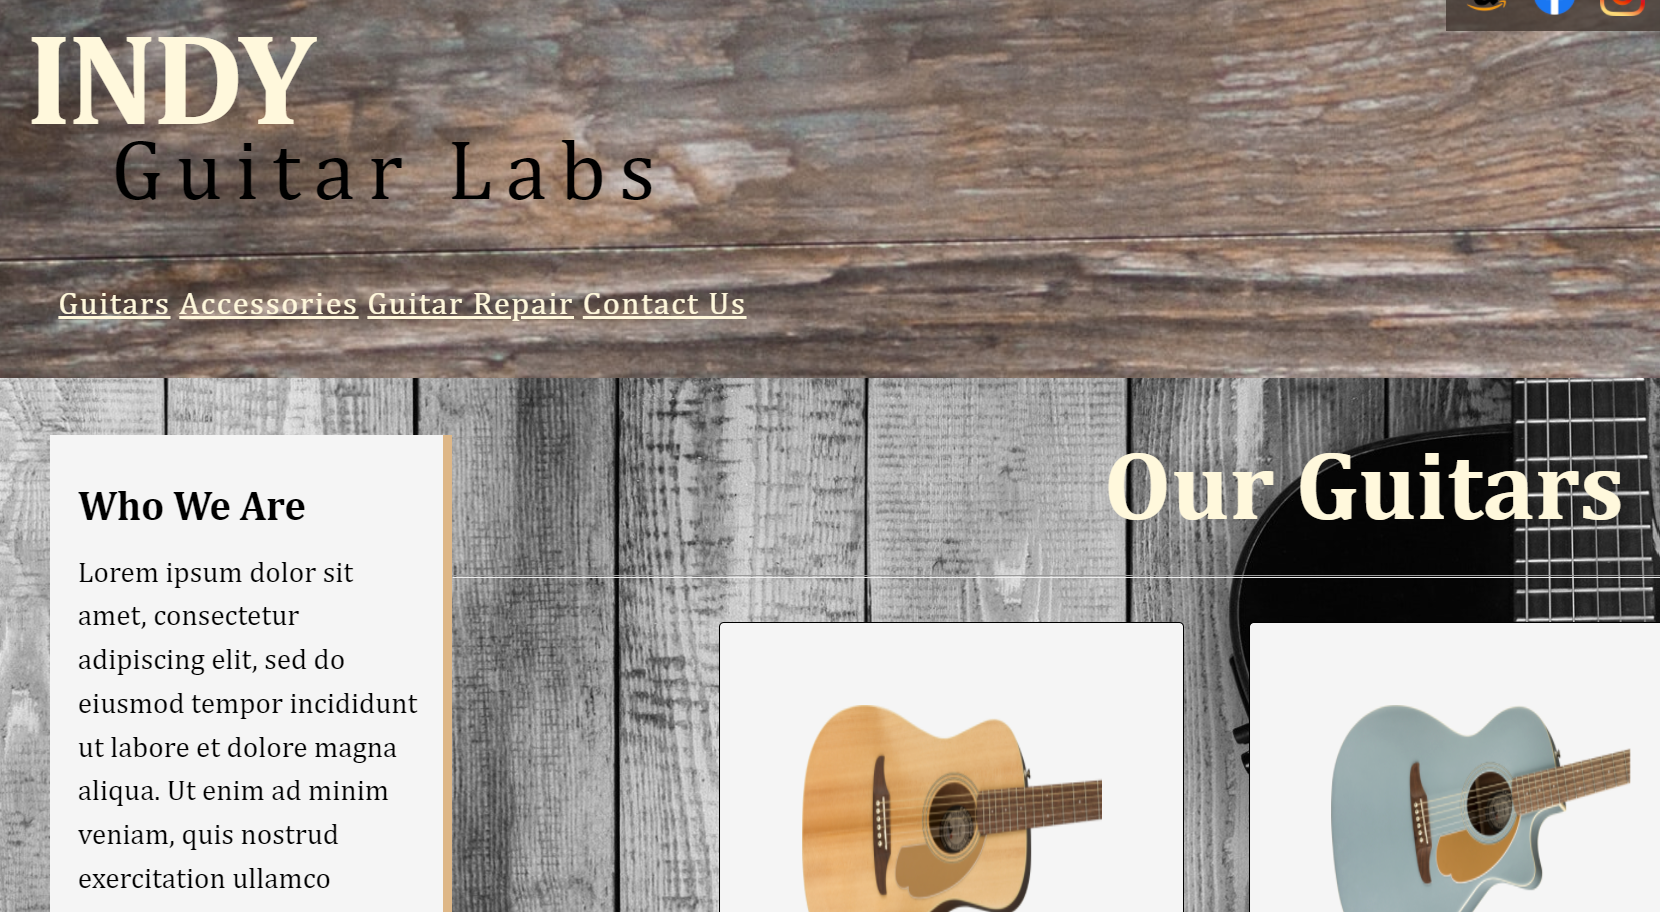 INDY
Guitar Labs
Guitars Accessories Guitar Repair Contact Us
Our Guitars
Who We Are
Lorem ipsum dolor sit
amet, consectetur
adipiscing elit, sed do
eiusmod tempor incididunt
ut labore et dolore magna
aliqua. Ut enim ad minim
veniam, quis nostrud
exercitation ullamco